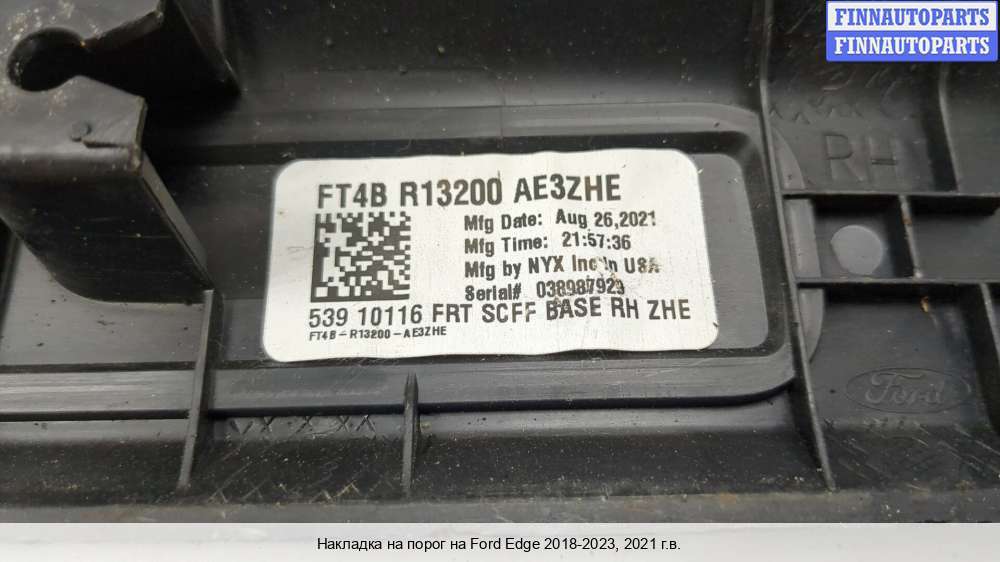 FINNAUTOPARTS
FINNAUTOPARTS
RH
FT4B R13200 AE3ZHE
Mfg Date: Aug 26,2021
Mfg Time: 21:57:36
Mfg by NYX Inc In USA
Serial# 038987923
539 10116 FRT SCFF BASE RH ZHE
FT4B-R13200-AE3ZHE
Ford
Накладка на порог на Ford Edge 2018-2023, 2021 г.в.